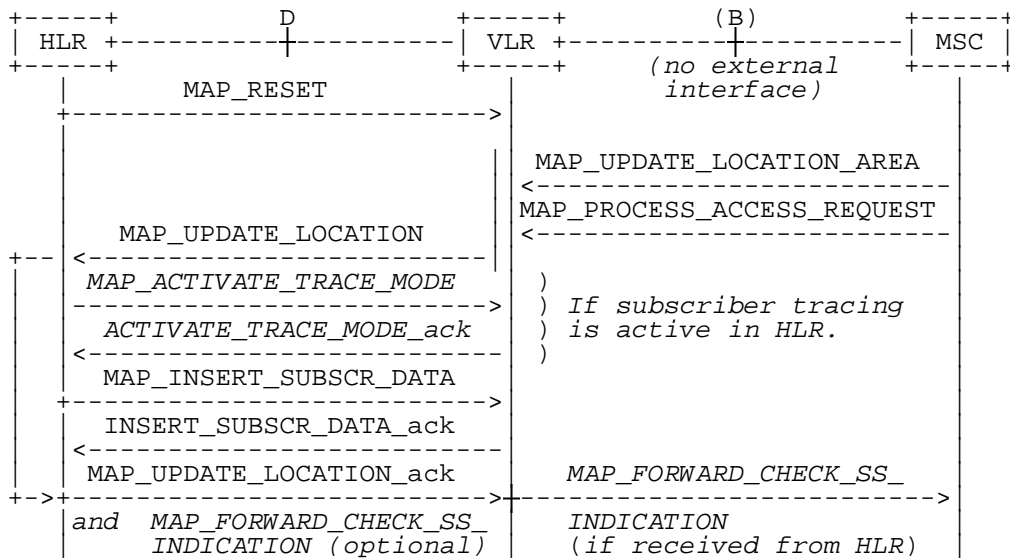 D (B)
HLR VLR MSC
(no external
MAP_RESET interface)
MAP_UPDATE_LOCATION_AREA
MAP_PROCESS_ACCESS_REQUEST
MAP_UPDATE_LOCATION
MAP_ACTIVATE_TRACE_MODE )
) If subscriber tracing
ACTIVATE_TRACE_MODE_ack ) is active in HLR.
)
MAP_INSERT_SUBSCR_DATA
INSERT_SUBSCR_DATA_ack
MAP_UPDATE_LOCATION_ack MAP_FORWARD_CHECK_SS_
and MAP_FORWARD_CHECK_SS_ INDICATION
INDICATION (optional) (if received from HLR)